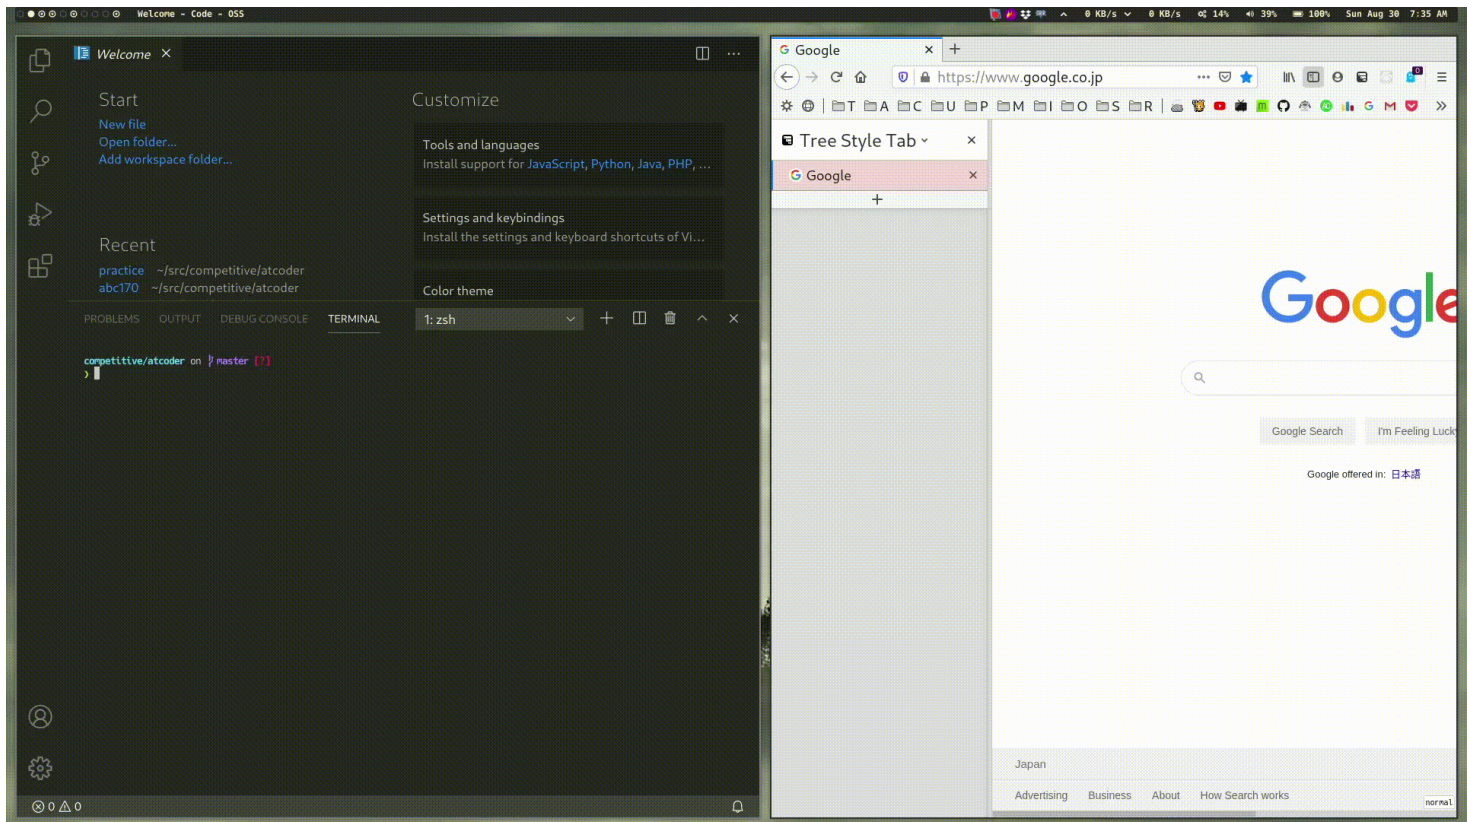 Welcome - Code - OSS
0 KB/s 0 KB/s 14% 39% 100% Sun Aug 30 7:35 AM
Welcome
Start
New file
Open folder...
Add workspace folder...
Recent
practice ~/src/competitive/atcoder
abc170 ~/src/competitive/atcoder
Customize
Tools and languages
Install support for JavaScript, Python, Java, PHP, ...
Settings and keybindings
Install the settings and keyboard shortcuts of Vi...
Color theme
PROBLEMS OUTPUT DEBUG CONSOLE TERMINAL 1: zsh
competitive/atcoder on master [?]
❯
0 0
Google
https://www.google.co.jp
T A C U P M I O S R
Tree Style Tab
Google
Google
Google Search I'm Feeling Luck
Google offered in: 日本語
Japan
Advertising Business About How Search works
normal